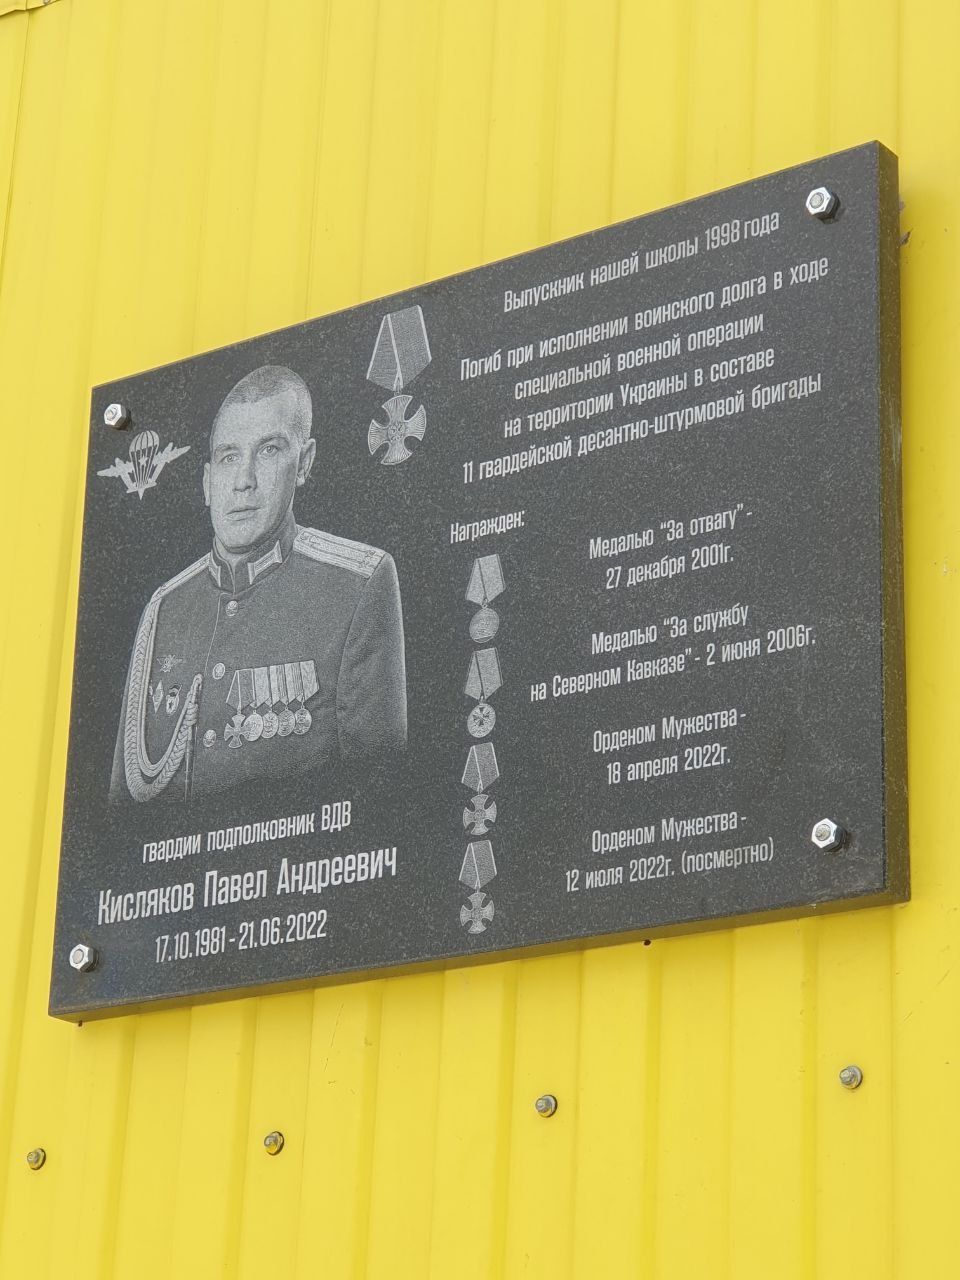 Выпускник нашей школы 1998 года
Погиб при исполнении воинского долга в ходе
специальной военной операции
на территории Украины в составе
11 гвардейской десантно-штурмовой бригады
Награжден:
Медалью "За отвагу" -
27 декабря 2001г.
Медалью "За службу
на Северном Кавказе" - 2 июня 2006г.
Орденом Мужества -
18 апреля 2022г.
Орденом Мужества -
12 июля 2022г. (посмертно)
гвардии подполковник ВДВ
Кисляков Павел Андреевич
17.10.1981 - 21.06.2022